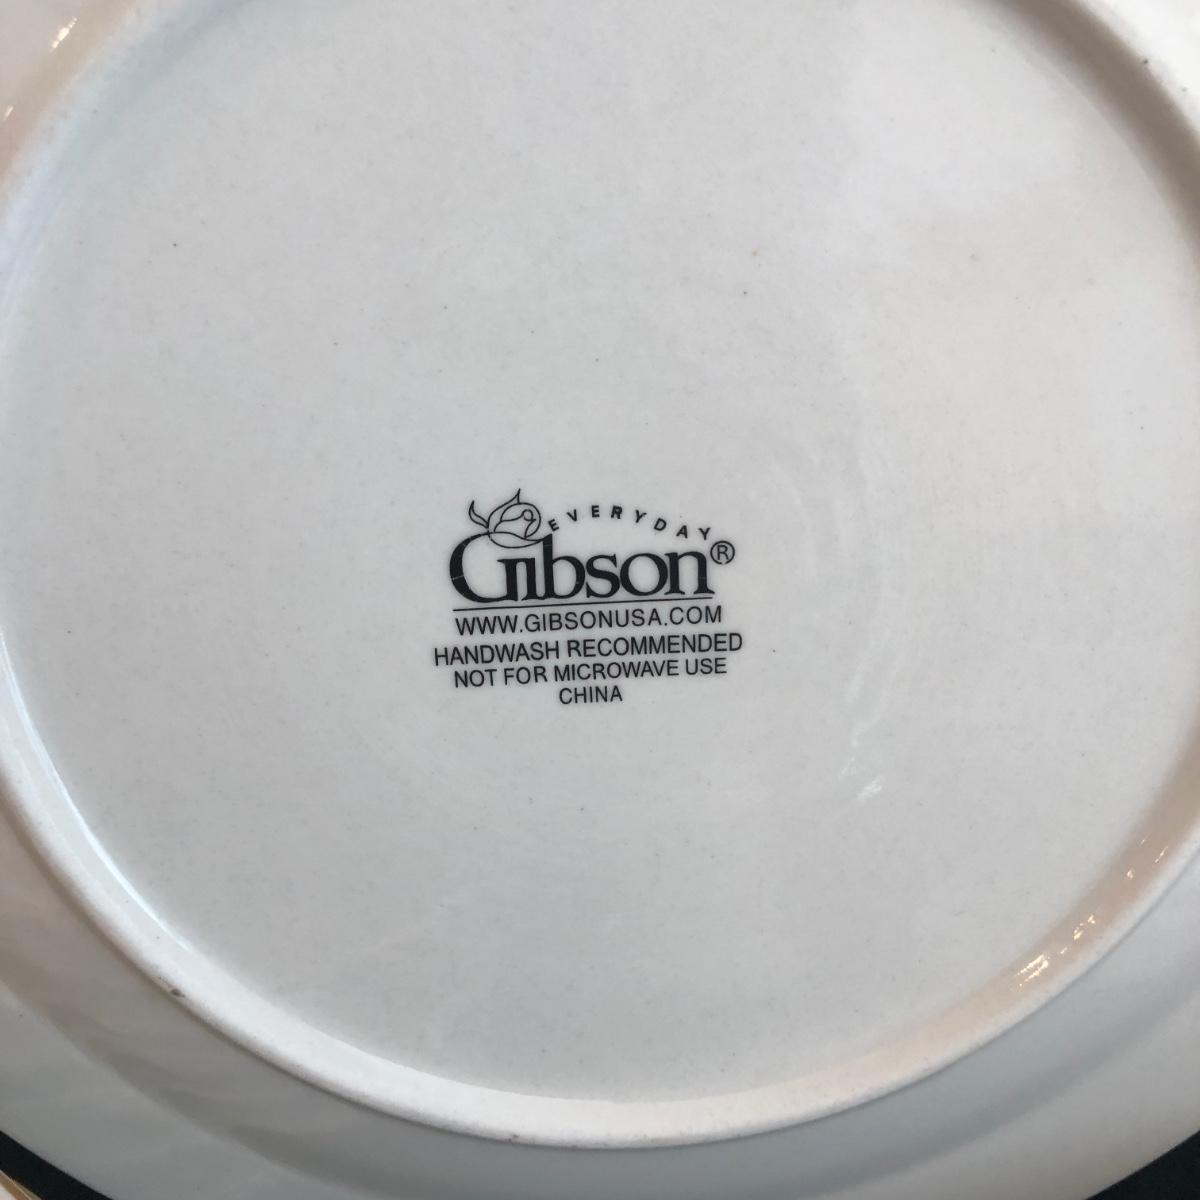 EVERYDAY
Gibson®
WWW.GIBSONUSA.COM
HANDWASH RECOMMENDED
NOT FOR MICROWAVE USE
CHINA